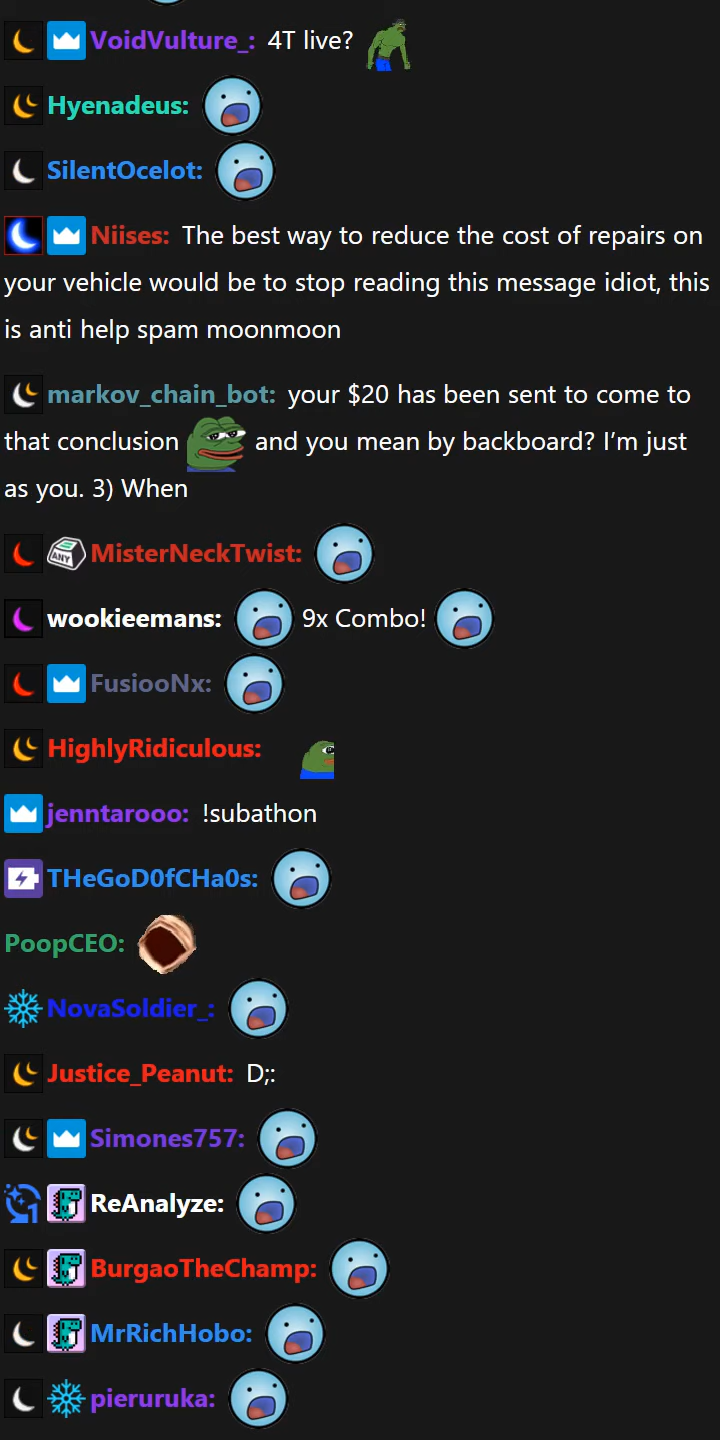 VoidVulture_: 4T live?
Hyenadeus:
SilentOcelot:
Niises: The best way to reduce the cost of repairs on
your vehicle would be to stop reading this message idiot, this
is anti help spam moonmoon
markov_chain_bot: your $20 has been sent to come to
that conclusion and you mean by backboard? I’m just
as you. 3) When
ANY MisterNeckTwist:
wookieemans: 9x Combo!
FusiooNx:
HighlyRidiculous:
jenntarooo: !subathon
THeGoD0fCHa0s:
PoopCEO:
NovaSoldier_:
Justice_Peanut: D;:
Simones757:
ReAnalyze:
BurgaoTheChamp:
MrRichHobo:
pieruruka: